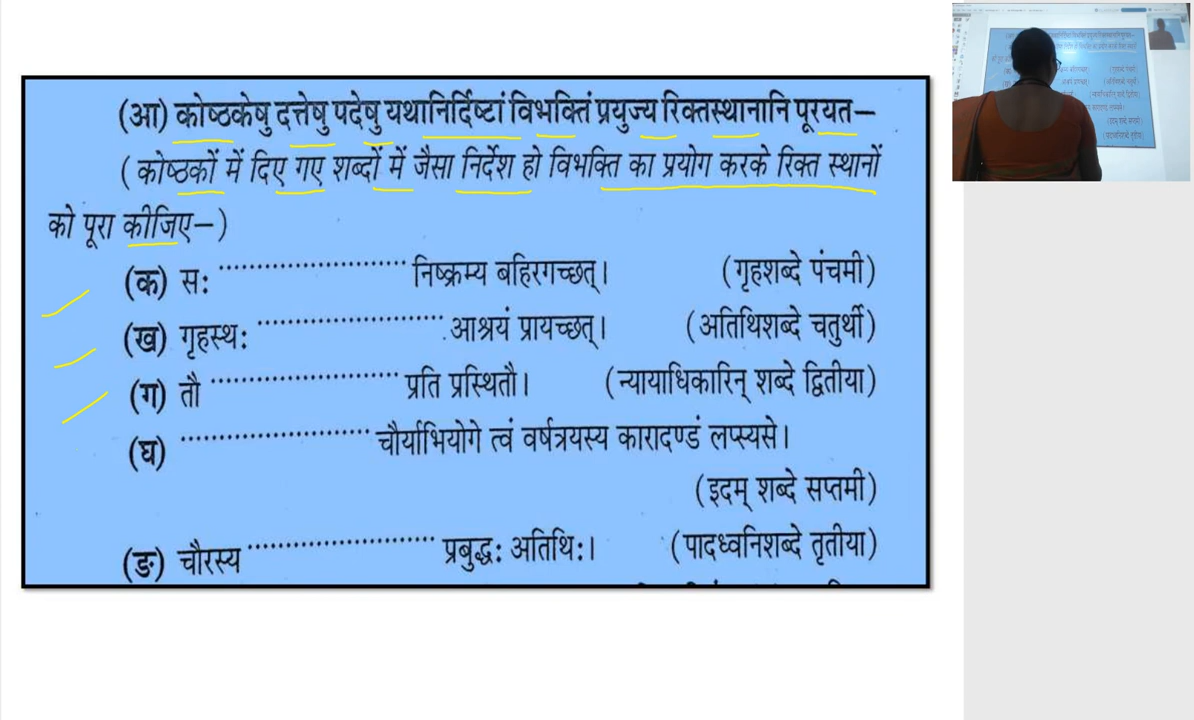 (आ) कोष्ठकेषु दत्तेषु पदेषु यथानिर्दिष्टां विभक्तिं प्रयुज्य रिक्तस्थानानि पूरयत–
( कोष्ठकों में दिए गए शब्दों में जैसा निर्देश हो विभक्ति का प्रयोग करके रिक्त स्थानों
को पूरा कीजिए–)
(क) सः ........................ निष्क्रम्य बहिरगच्छत्। (गृहशब्दे पंचमी)
(ख) गृहस्थः ........................ आश्रयं प्रायच्छत्। (अतिथिशब्दे चतुर्थी)
(ग) तौ ........................ प्रति प्रस्थितौ। (न्यायाधिकारिन् शब्दे द्वितीया)
(घ) ........................ चौर्याभियोगे त्वं वर्षत्रयस्य कारादण्डं लप्स्यसे।
(इदम् शब्दे सप्तमी)
(ङ) चौरस्य ........................ प्रबुद्धः अतिथिः। (पादध्वनिशब्दे तृतीया)